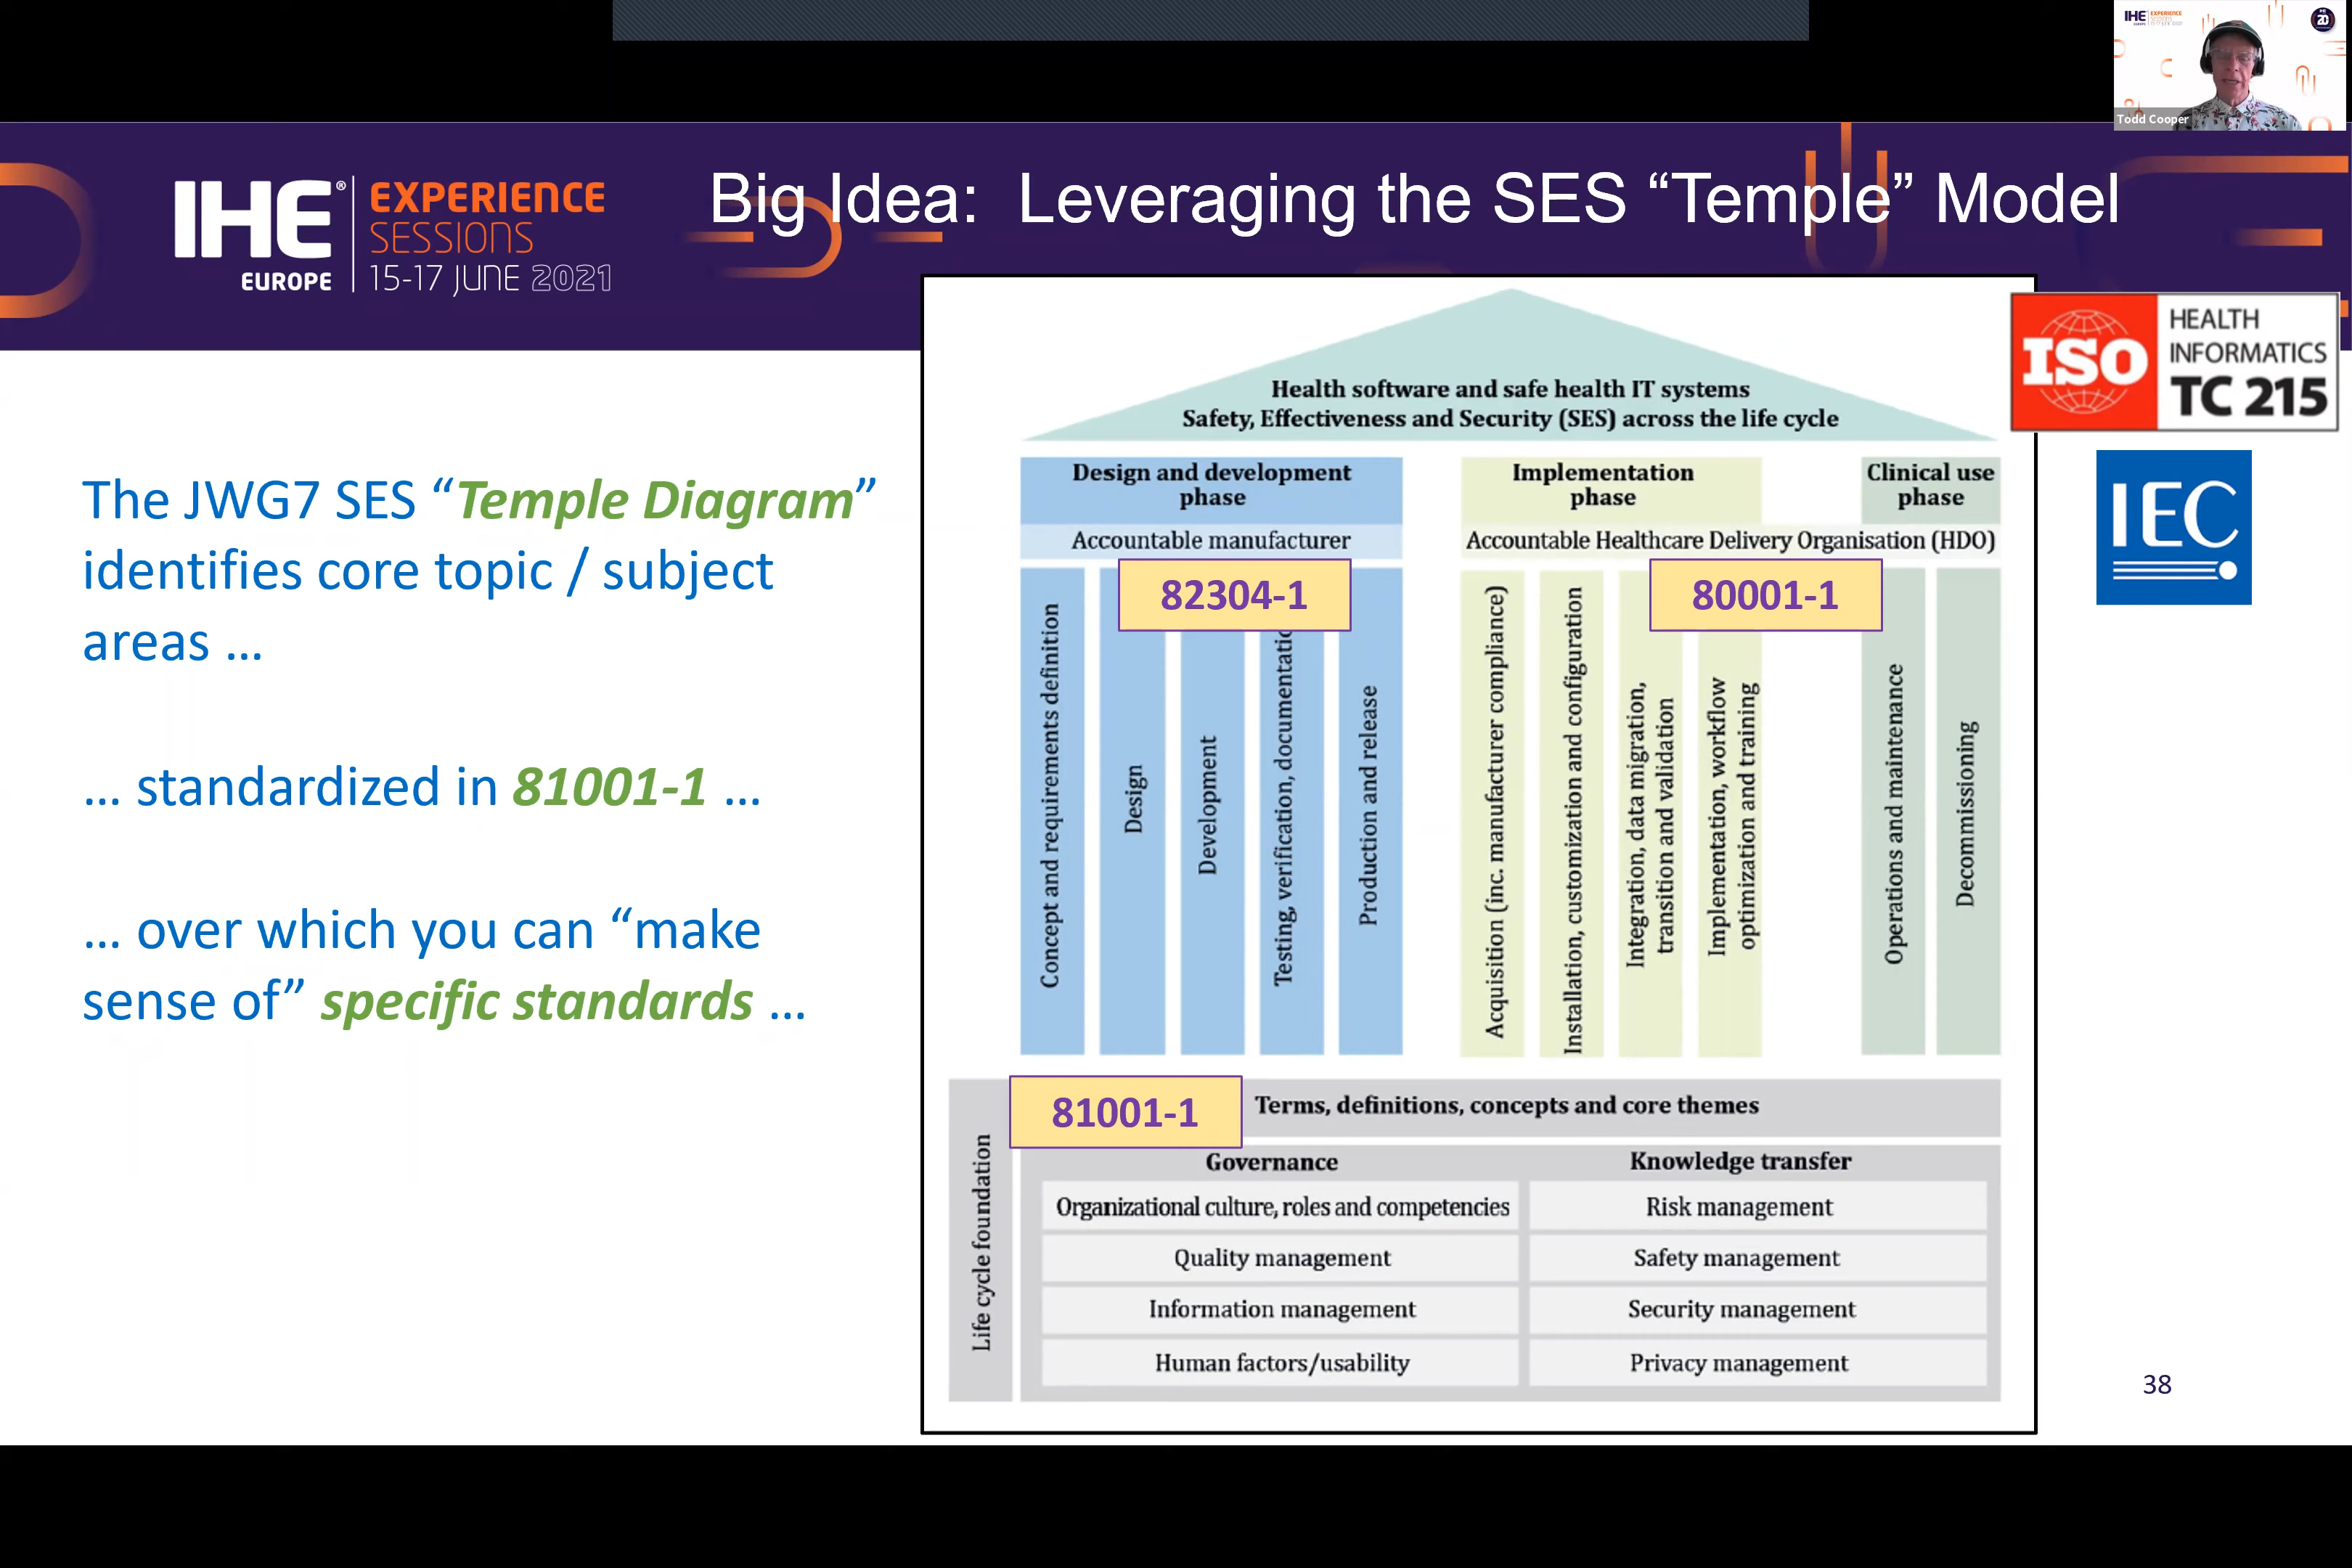 IHE EXPERIENCE
Todd Cooper
IHE® EUROPE
EXPERIENCE
SESSIONS
15-17 JUNE 2021
Big Idea: Leveraging the SES “Temple” Model
The JWG7 SES “Temple Diagram”
identifies core topic / subject
areas ...
... standardized in 81001-1 ...
... over which you can “make
sense of” specific standards ...
Health software and safe health IT systems
Safety, Effectiveness and Security (SES) across the life cycle
Design and development
phase
Accountable manufacturer
82304-1
Concept and requirements definition
Design
Development
Testing, verification, documentatic
Production and release
Implementation
phase
Clinical use
phase
Accountable Healthcare Delivery Organisation (HDO)
80001-1
Acquisition (inc. manufacturer compliance)
Installation, customization and configuration
Integration, data migration,
transition and validation
Implementation, workflow
optimization and training
Operations and maintenance
Decommissioning
Life cycle foundation
81001-1
Terms, definitions, concepts and core themes
Governance
Organizational culture, roles and competencies
Quality management
Information management
Human factors/usability
Knowledge transfer
Risk management
Safety management
Security management
Privacy management
ISO
HEALTH
INFORMATICS
TC 215
IEC
38